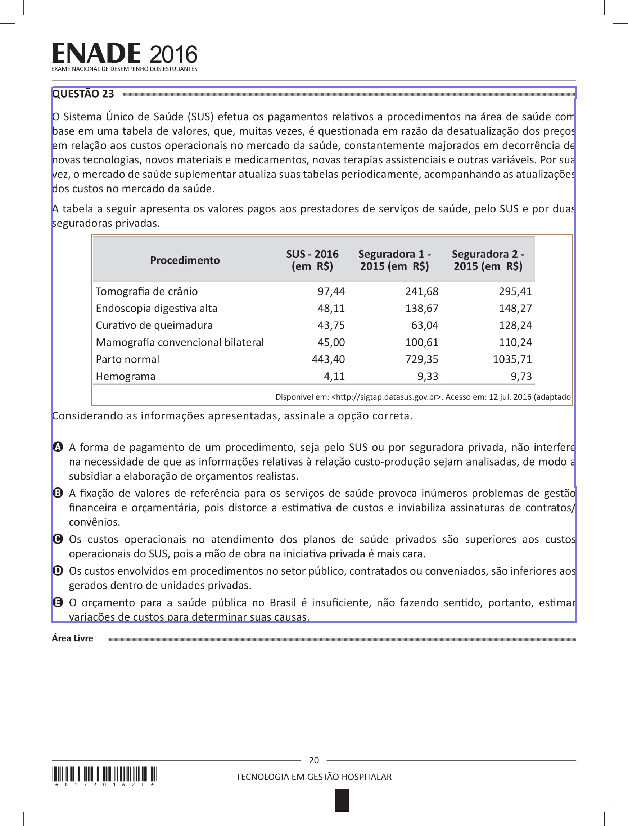 ENADE 2016
EXAME NACIONAL DE DESEMPENHO DOS ESTUDANTES
QUESTÃO 23
O Sistema Único de Saúde (SUS) efetua os pagamentos relativos a procedimentos na área de saúde com
base em uma tabela de valores, que, muitas vezes, é questionada em razão da desatualização dos preços
em relação aos custos operacionais no mercado da saúde, constantemente majorados em decorrência de
novas tecnologias, novos materiais e medicamentos, novas terapias assistenciais e outras variáveis. Por sua
vez, o mercado de saúde suplementar atualiza suas tabelas periodicamente, acompanhando as atualizações
dos custos no mercado da saúde.
A tabela a seguir apresenta os valores pagos aos prestadores de serviços de saúde, pelo SUS e por duas
seguradoras privadas.
Procedimento SUS - 2016 (em R$) Seguradora 1 - 2015 (em R$) Seguradora 2 - 2015 (em R$)
Tomografia de crânio 97,44 241,68 295,41
Endoscopia digestiva alta 48,11 138,67 148,27
Curativo de queimadura 43,75 63,04 128,24
Mamografia convencional bilateral 45,00 100,61 110,24
Parto normal 443,40 729,35 1035,71
Hemograma 4,11 9,33 9,73
Disponível em: <http://sigtap.datasus.gov.br>. Acesso em: 12 jul. 2016 (adaptado)
Considerando as informações apresentadas, assinale a opção correta.
A A forma de pagamento de um procedimento, seja pelo SUS ou por seguradora privada, não interfere
na necessidade de que as informações relativas à relação custo-produção sejam analisadas, de modo a
subsidiar a elaboração de orçamentos realistas.
B A fixação de valores de referência para os serviços de saúde provoca inúmeros problemas de gestão
financeira e orçamentária, pois distorce a estimativa de custos e inviabiliza assinaturas de contratos/
convênios.
C Os custos operacionais no atendimento dos planos de saúde privados são superiores aos custos
operacionais do SUS, pois a mão de obra na iniciativa privada é mais cara.
D Os custos envolvidos em procedimentos no setor público, contratados ou conveniados, são inferiores aos
gerados dentro de unidades privadas.
E O orçamento para a saúde pública no Brasil é insuficiente, não fazendo sentido, portanto, estimar
variações de custos para determinar suas causas.
Área Livre
20
TECNOLOGIA EM GESTÃO HOSPITALAR